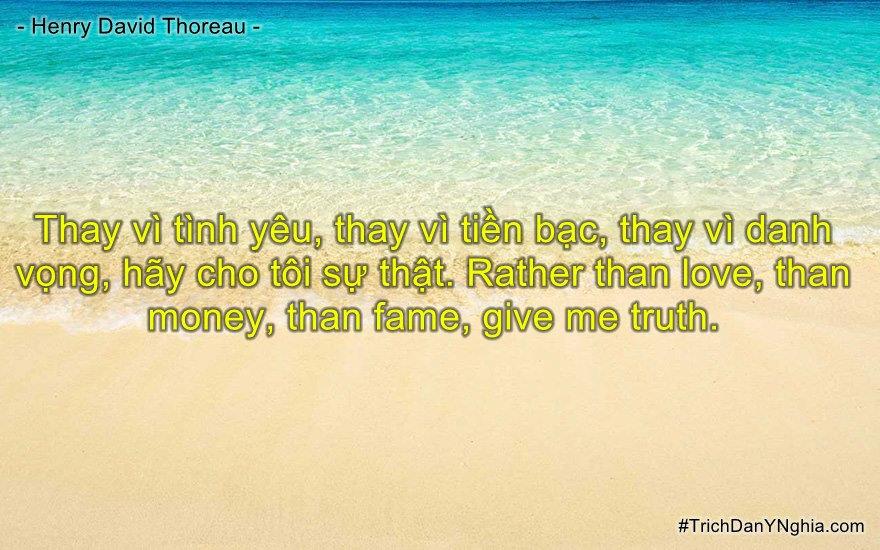 - Henry David Thoreau -
Thay vì tình yêu, thay vì tiền bạc, thay vì danh
vọng, hãy cho tôi sự thật. Rather than love, than
money, than fame, give me truth.
#TrichDanYNghia.com